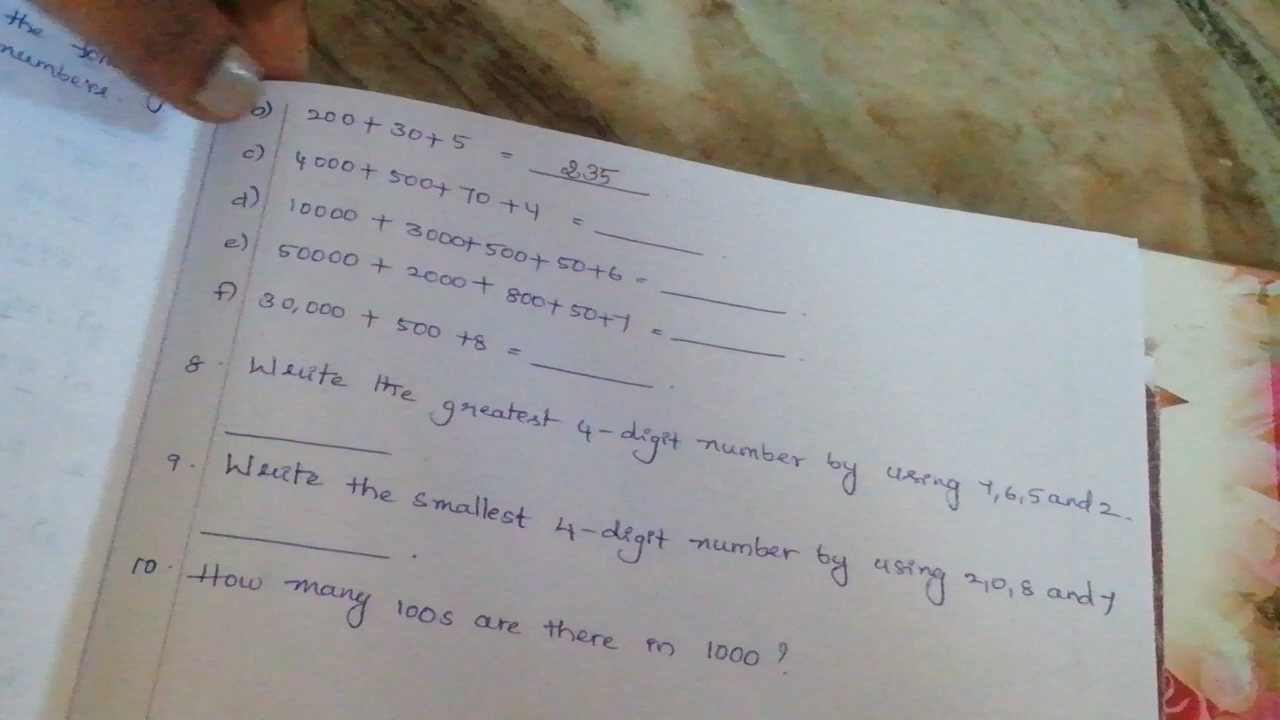 the
numbers.
b) 200 + 30 + 5 = 235
c) 4000 + 500 + 70 + 4 = ______.
d) 10000 + 3000 + 500 + 50 + 6 = ______.
e) 50000 + 2000 + 800 + 50 + 7 = ______.
f) 30,000 + 500 + 8 = ______.
8. Write the greatest 4-digit number by using 7,6,5 and 2.
______
9. Write the smallest 4-digit number by using 2,0,8 and 7
______.
10. How many 100s are there in 1000?